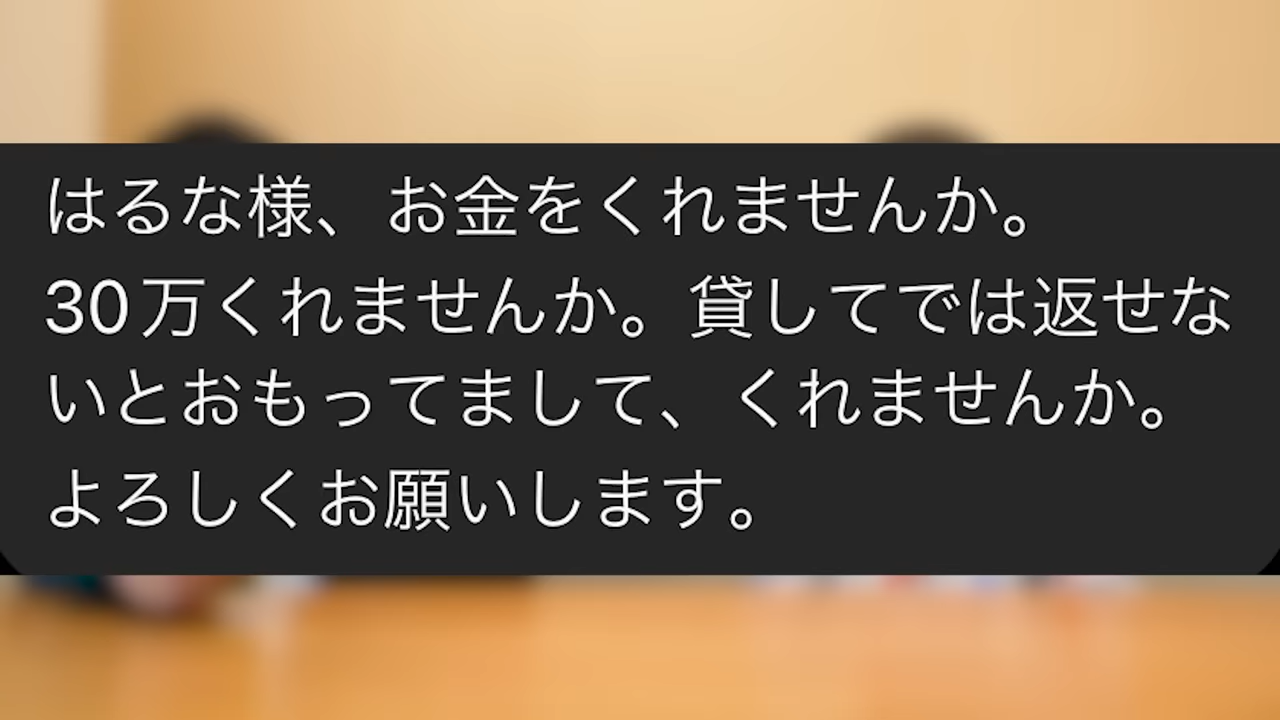 はるな様、お金をくれませんか。
30万くれませんか。貸してでは返せな
いとおもってまして、くれませんか。
よろしくお願いします。